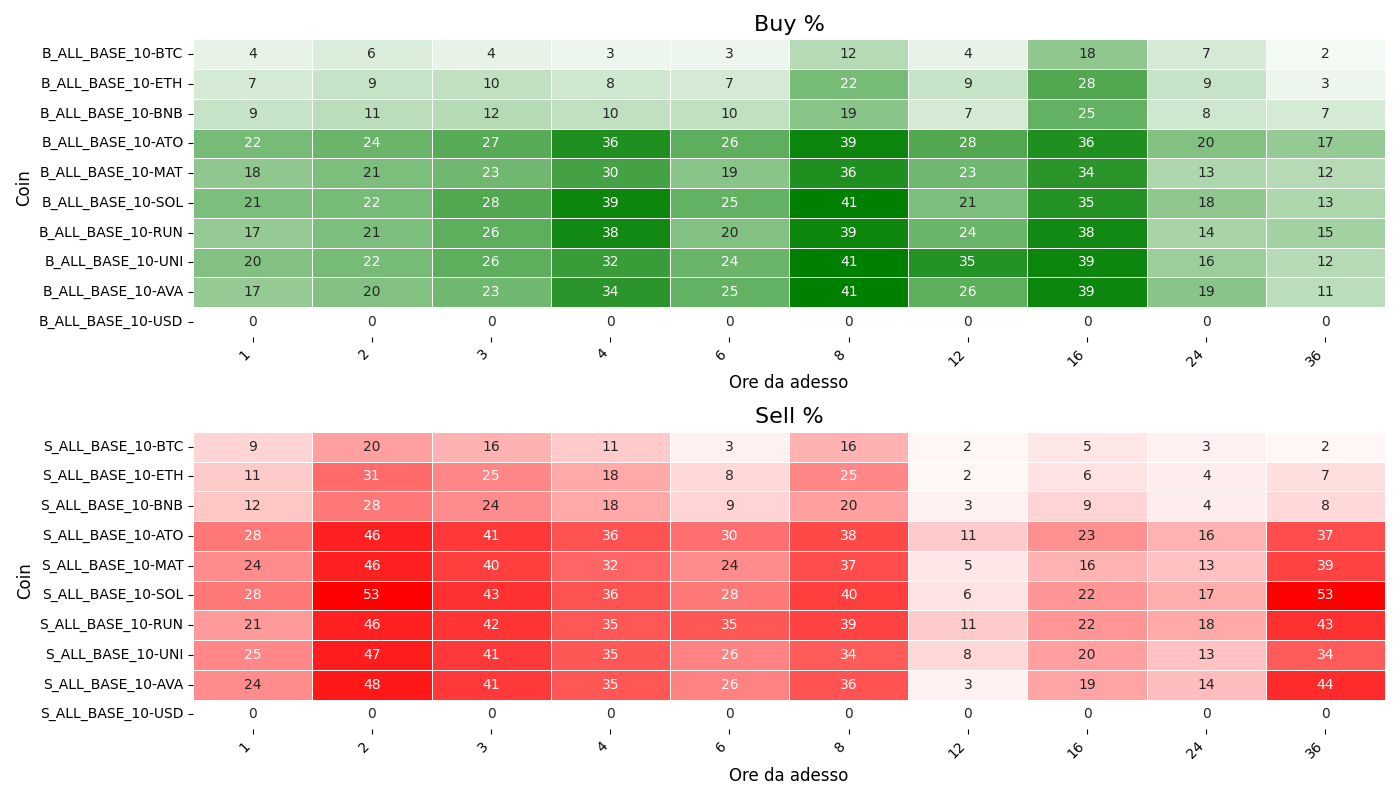 Buy %
Coin
B_ALL_BASE_10-BTC 4 6 4 3 3 12 4 18 7 2
B_ALL_BASE_10-ETH 7 9 10 8 7 22 9 28 9 3
B_ALL_BASE_10-BNB 9 11 12 10 10 19 7 25 8 7
B_ALL_BASE_10-ATO 22 24 27 36 26 39 28 36 20 17
B_ALL_BASE_10-MAT 18 21 23 30 19 36 23 34 13 12
B_ALL_BASE_10-SOL 21 22 28 39 25 41 21 35 18 13
B_ALL_BASE_10-RUN 17 21 26 38 20 39 24 38 14 15
B_ALL_BASE_10-UNI 20 22 26 32 24 41 35 39 16 12
B_ALL_BASE_10-AVA 17 20 23 34 25 41 26 39 19 11
B_ALL_BASE_10-USD 0 0 0 0 0 0 0 0 0 0
1 2 3 4 6 8 12 16 24 36
Ore da adesso
Sell %
Coin
S_ALL_BASE_10-BTC 9 20 16 11 3 16 2 5 3 2
S_ALL_BASE_10-ETH 11 31 25 18 8 25 2 6 4 7
S_ALL_BASE_10-BNB 12 28 24 18 9 20 3 9 4 8
S_ALL_BASE_10-ATO 28 46 41 36 30 38 11 23 16 37
S_ALL_BASE_10-MAT 24 46 40 32 24 37 5 16 13 39
S_ALL_BASE_10-SOL 28 53 43 36 28 40 6 22 17 53
S_ALL_BASE_10-RUN 21 46 42 35 35 39 11 22 18 43
S_ALL_BASE_10-UNI 25 47 41 35 26 34 8 20 13 34
S_ALL_BASE_10-AVA 24 48 41 35 26 36 3 19 14 44
S_ALL_BASE_10-USD 0 0 0 0 0 0 0 0 0 0
1 2 3 4 6 8 12 16 24 36
Ore da adesso